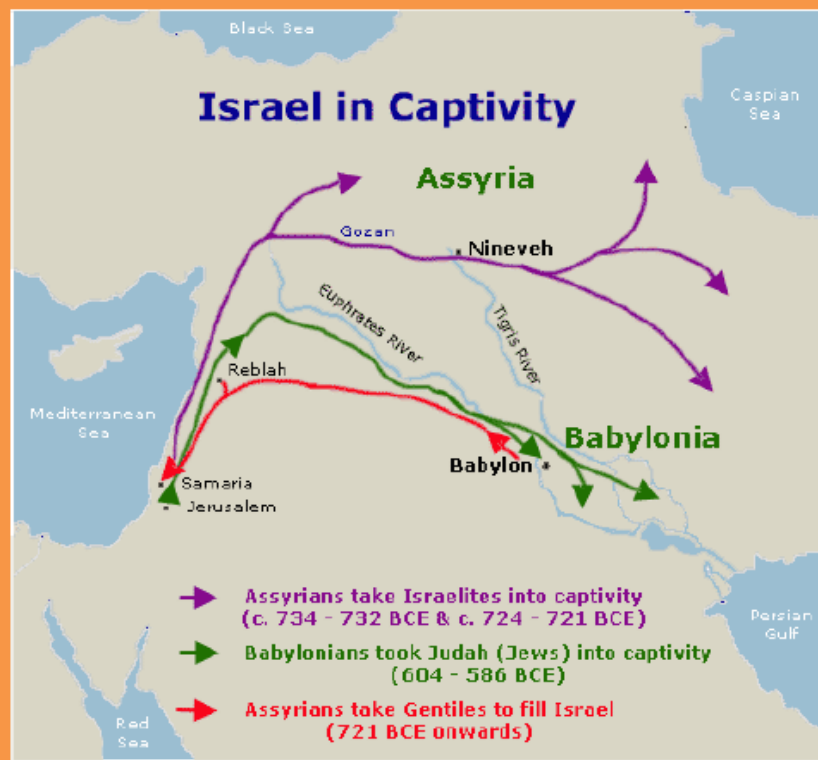 Black Sea
Caspian
Sea
Israel in Captivity
Assyria
Gozan
Nineveh
Euphrates River
Tigris River
Reblah
Mediterranean
Sea
Babylonia
Babylon
Samaria
Jerusalem
Assyrians take Israelites into captivity
(c. 734 - 732 BCE & c. 724 - 721 BCE)
Persian
Gulf
Babylonians took Judah (Jews) into captivity
(604 - 586 BCE)
Assyrians take Gentiles to fill Israel
(721 BCE onwards)
Red
Sea